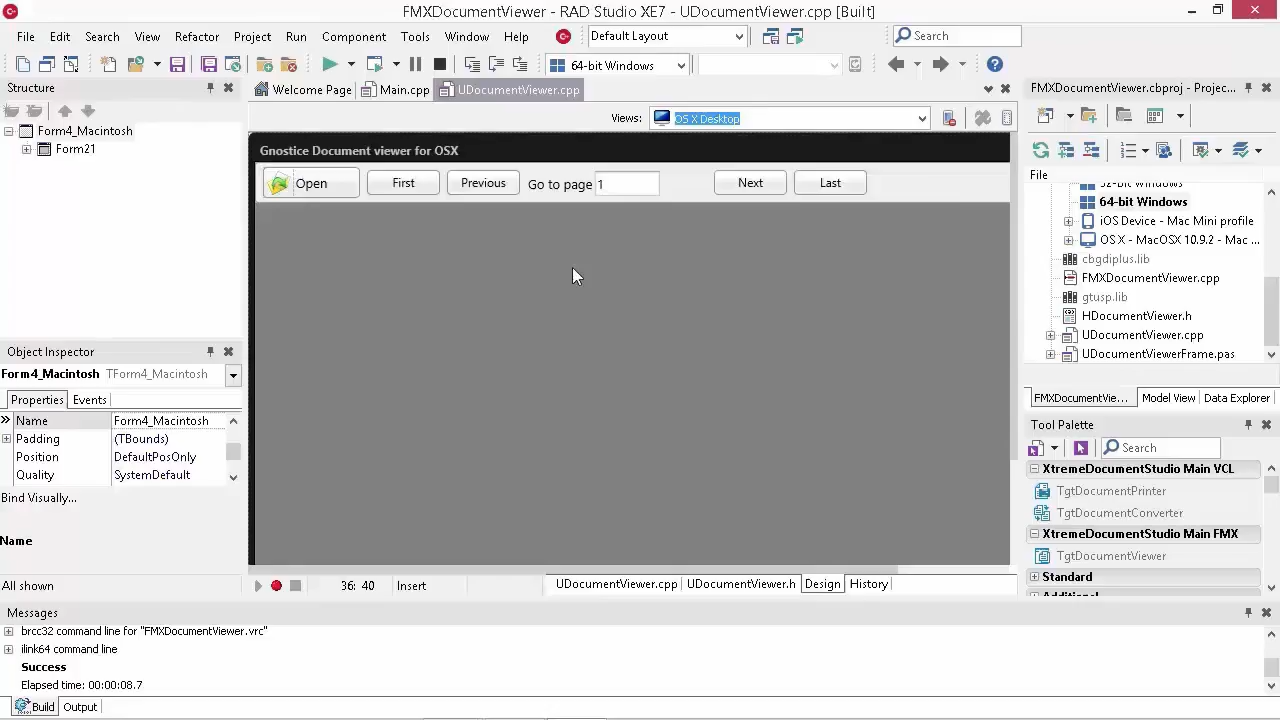 FMXDocumentViewer - RAD Studio XE7 - UDocumentViewer.cpp [Built]
File Edit Search View Refactor Project Run Component Tools Window Help
Default Layout
Search
64-bit Windows
Structure
Welcome Page Main.cpp UDocumentViewer.cpp
FMXDocumentViewer.cbproj - Projec...
Views: OS X Desktop
Form4_Macintosh
Form21
Gnostice Document viewer for OSX
Open First Previous Go to page 1 Next Last
File
32-bit Windows
64-bit Windows
iOS Device - Mac Mini profile
OS X - MacOSX 10.9.2 - Mac ...
cbgdiplus.lib
FMXDocumentViewer.cpp
gtusp.lib
HDocumentViewer.h
UDocumentViewer.cpp
UDocumentViewerFrame.pas
Object Inspector
Form4_Macintosh TForm4_Macintosh
Properties Events
Name Form4_Macintosh
Padding (TBounds)
Position DefaultPosOnly
Quality SystemDefault
Bind Visually...
Name
All shown
FMXDocumentVie... Model View Data Explorer
Tool Palette
Search
XtremeDocumentStudio Main VCL
TgtDocumentPrinter
TgtDocumentConverter
XtremeDocumentStudio Main FMX
TgtDocumentViewer
Standard
Additional
36: 40 Insert
UDocumentViewer.cpp UDocumentViewer.h Design History
Messages
brcc32 command line for "FMXDocumentViewer.vrc"
ilink64 command line
Success
Elapsed time: 00:00:08.7
Build Output